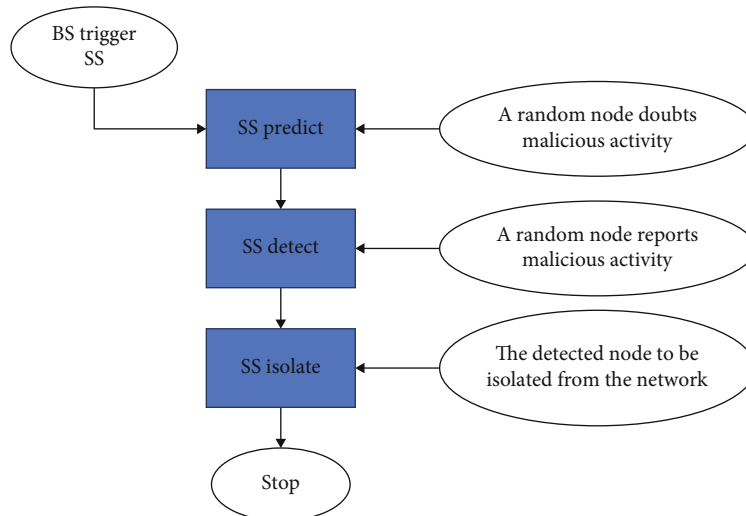 BS trigger
SS
SS predict
A random node doubts
malicious activity
SS detect
A random node reports
malicious activity
SS isolate
The detected node to be
isolated from the network
Stop